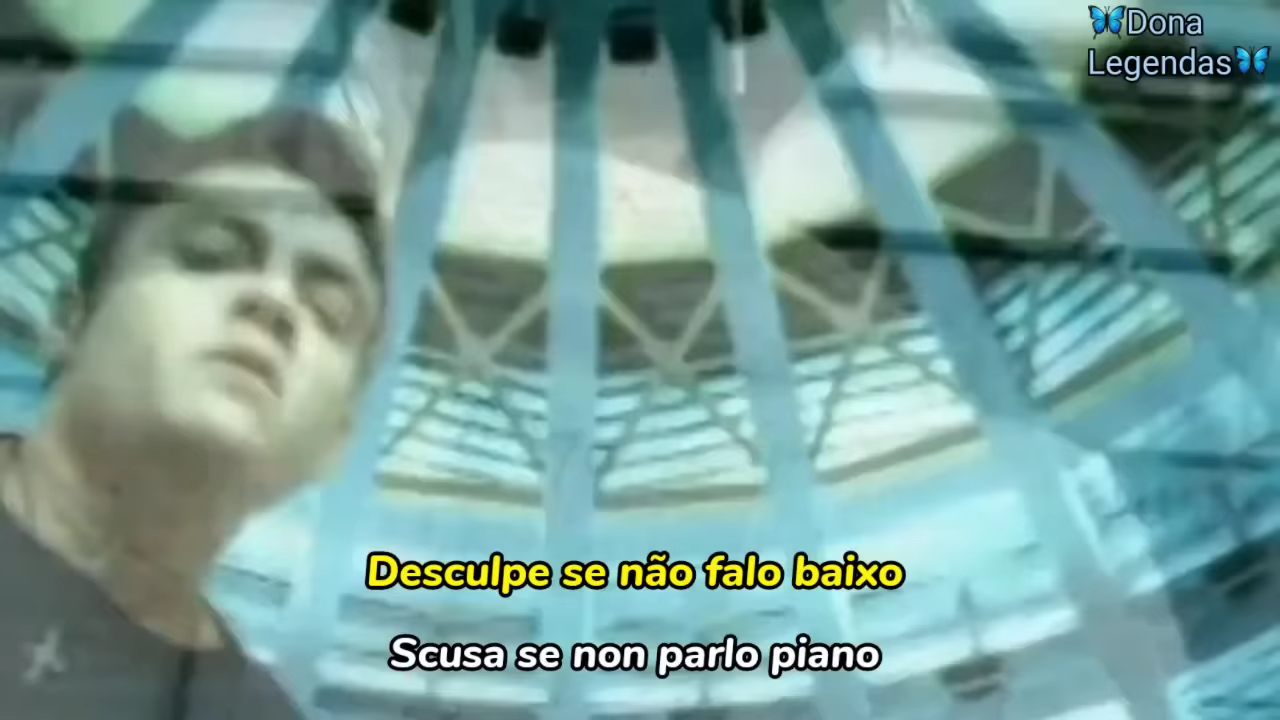 🦋Dona
Legendas🦋
Desculpe se não falo baixo
Scusa se non parlo piano